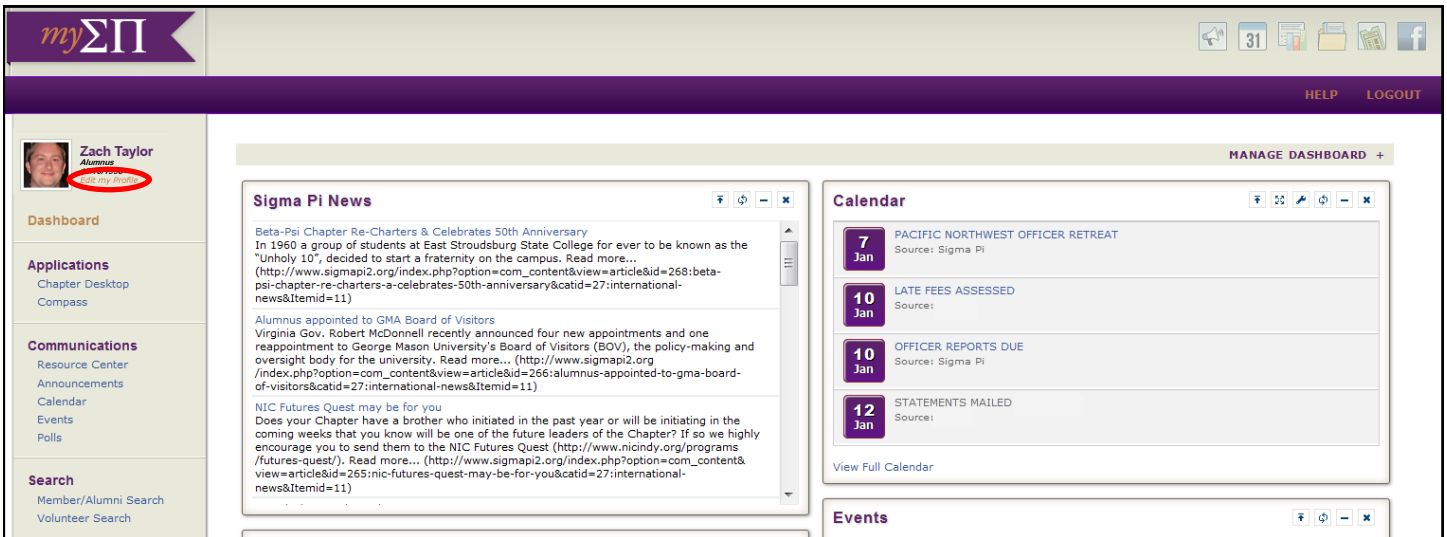 myΣΠ
31
HELP LOGOUT
Zach Taylor
Alumnus
Edit my Profile
Dashboard
Applications
Chapter Desktop
Compass
Communications
Resource Center
Announcements
Calendar
Events
Polls
Search
Member/Alumni Search
Volunteer Search
MANAGE DASHBOARD +
Sigma Pi News
Beta-Psi Chapter Re-Charters & Celebrates 50th Anniversary
In 1960 a group of students at East Stroudsburg State College for ever to be known as the
"Unholy 10", decided to start a fraternity on the campus. Read more...
(http://www.sigmapi2.org/index.php?option=com_content&view=article&id=268:beta-
psi-chapter-re-charters-a-celebrates-50th-anniversary&catid=27:international-
news&Itemid=11)
Alumnus appointed to GMA Board of Visitors
Virginia Gov. Robert McDonnell recently announced four new appointments and one
reappointment to George Mason University's Board of Visitors (BOV), the policy-making and
oversight body for the university. Read more... (http://www.sigmapi2.org
/index.php?option=com_content&view=article&id=266:alumnus-appointed-to-gma-board-
of-visitors&catid=27:international-news&Itemid=11)
NIC Futures Quest may be for you
Does your Chapter have a brother who initiated in the past year or will be initiating in the
coming weeks that you know will be one of the future leaders of the Chapter? If so we highly
encourage you to send them to the NIC Futures Quest (http://www.nicindy.org/programs
/futures-quest/). Read more... (http://www.sigmapi2.org/index.php?option=com_content&
view=article&id=265:nic-futures-quest-may-be-for-you&catid=27:international-
news&Itemid=11)
Calendar
7
Jan
PACIFIC NORTHWEST OFFICER RETREAT
Source: Sigma Pi
10
Jan
LATE FEES ASSESSED
Source:
10
Jan
OFFICER REPORTS DUE
Source: Sigma Pi
12
Jan
STATEMENTS MAILED
Source:
View Full Calendar
Events